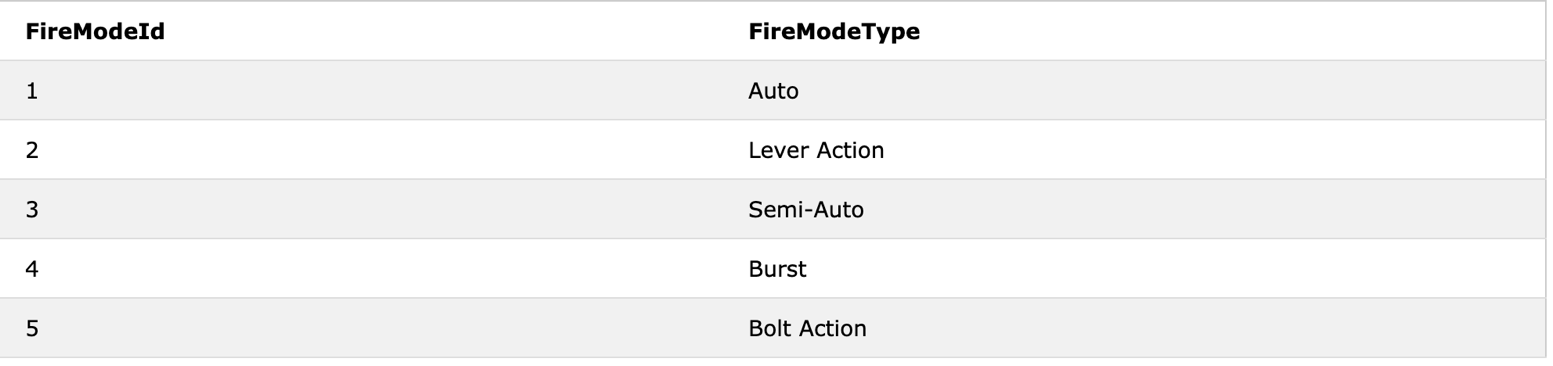 FireModeId FireModeType
1 Auto
2 Lever Action
3 Semi-Auto
4 Burst
5 Bolt Action